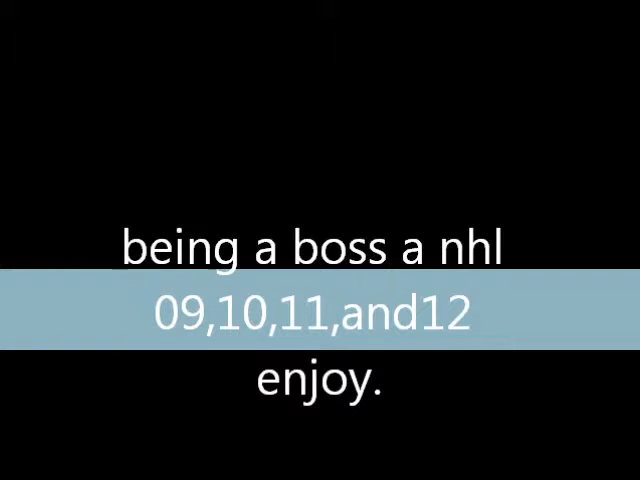 being a boss a nhl
09,10,11,and12
enjoy.